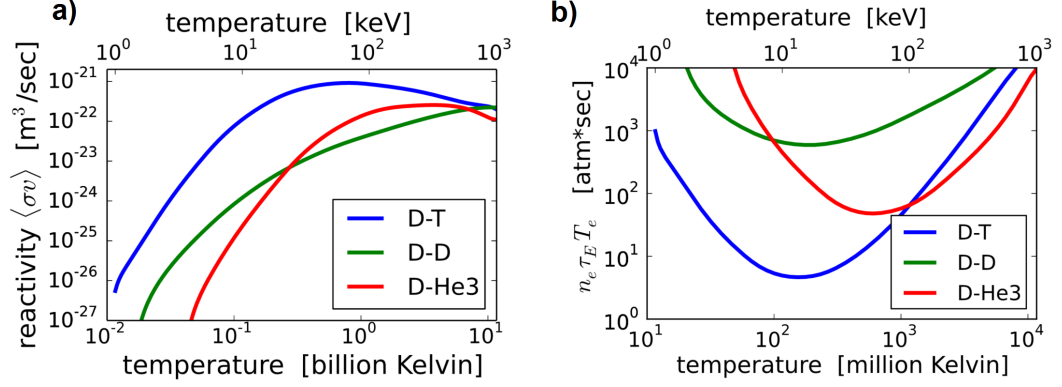 a)
temperature [keV]
10^0 10^1 10^2 10^3
reactivity ⟨σv⟩ [m^3/sec]
10^-21
10^-22
10^-23
10^-24
10^-25
10^-26
10^-27
D-T
D-D
D-He3
10^-2 10^-1 10^0 10^1
temperature [billion Kelvin]
b)
temperature [keV]
10^0 10^1 10^2 10^3
n_e τ_E T_e [atm*sec]
10^4
10^3
10^2
10^1
10^0
D-T
D-D
D-He3
10^1 10^2 10^3 10^4
temperature [million Kelvin]